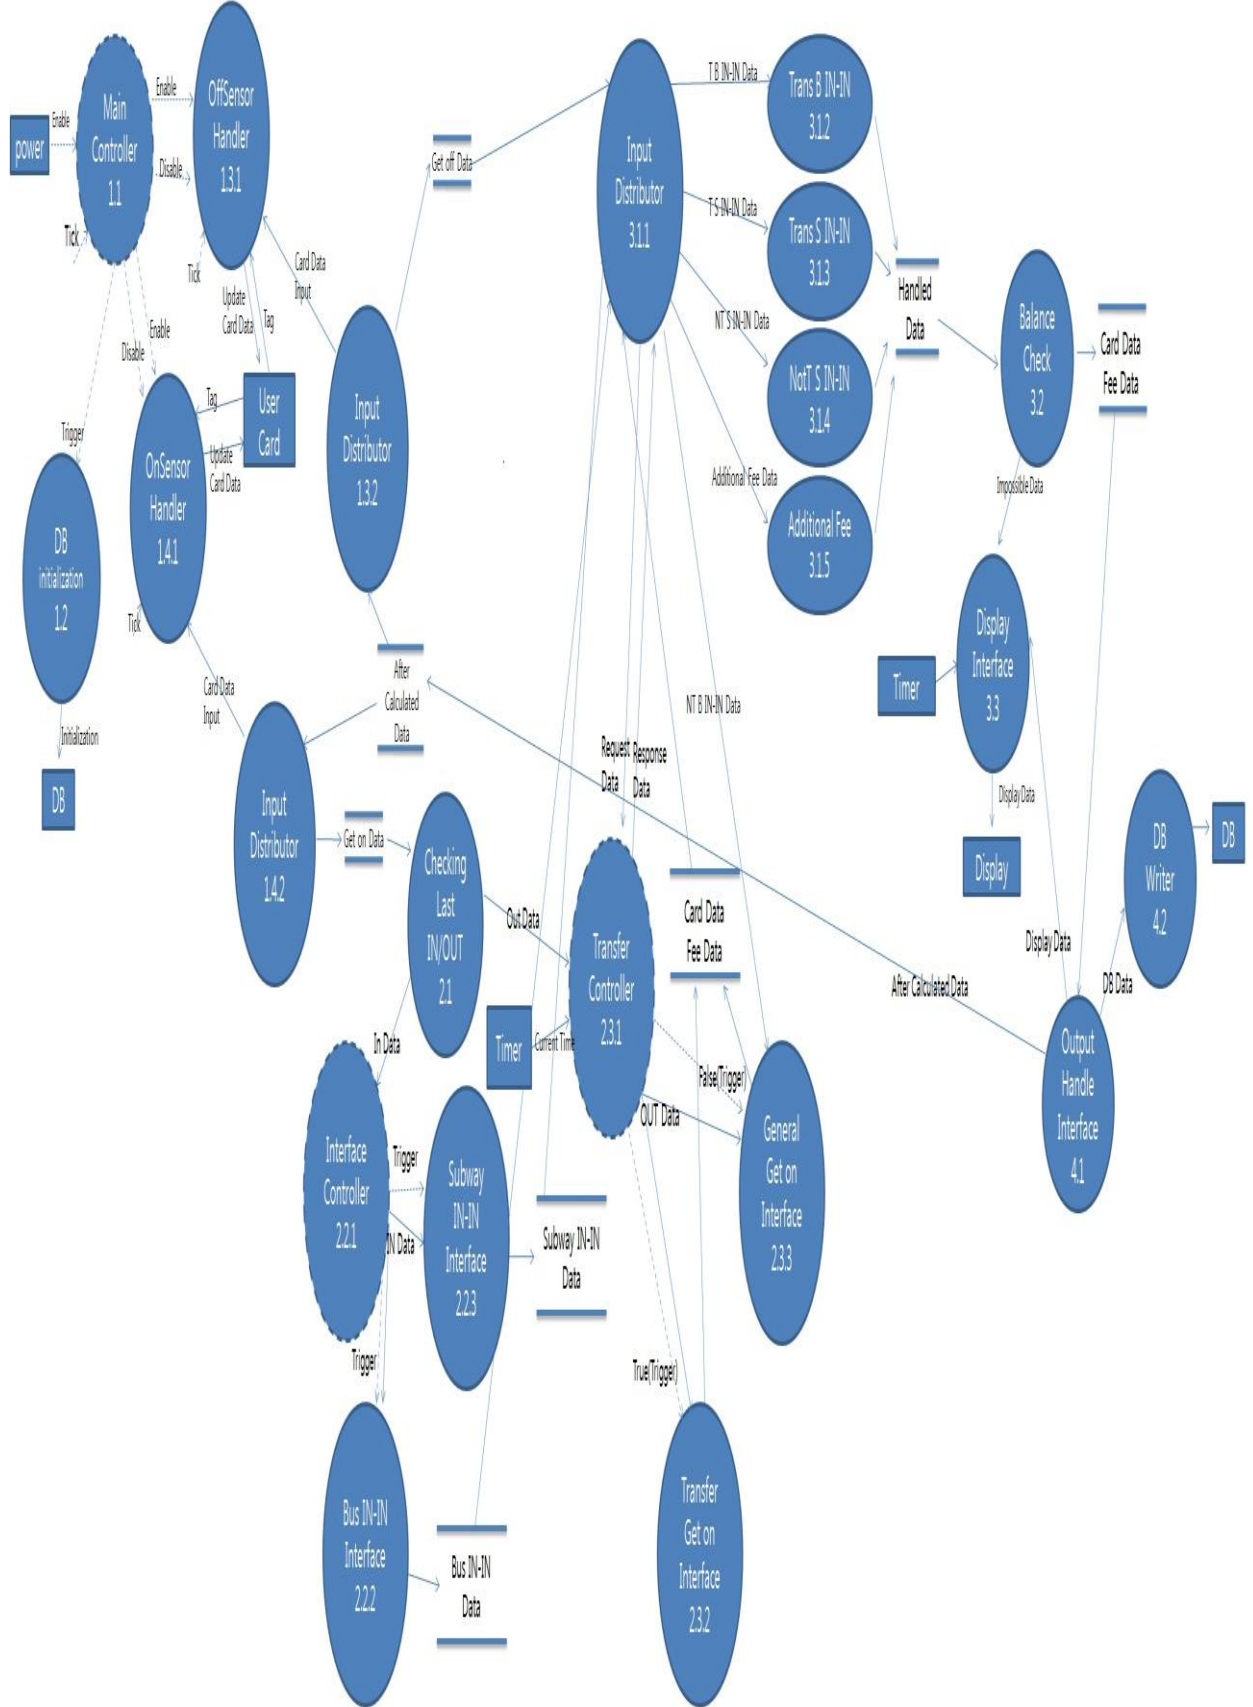 power
Enable
Main
Controller
1.1
Enable
Disable
Tick
OffSensor
Handler
1.3.1
Tick
Update
Card Data
Tag
Card Data
Input
Enable
Disable
Trigger
User
Card
Tag
Update
Card Data
OnSensor
Handler
1.4.1
Tick
DB
initialization
1.2
Initialization
DB
Card Data
Input
Input
Distributor
1.3.2
Get off Data
After
Calculated
Data
Input
Distributor
1.4.2
Get on Data
Checking
Last
IN/OUT
2.1
Out Data
In Data
Interface
Controller
2.2.1
Trigger
IN Data
Trigger
Subway
IN-IN
Interface
2.2.3
Subway IN-IN
Data
Bus IN-IN
Interface
2.2.2
Bus IN-IN
Data
Timer
Current Time
Transfer
Controller
2.3.1
Request
Data
Response
Data
False(Trigger)
OUT Data
True(Trigger)
Card Data
Fee Data
General
Get on
Interface
2.3.3
Transfer
Get on
Interface
2.3.2
NT B IN-IN Data
Input
Distributor
3.1.1
T B IN-IN Data
T S IN-IN Data
NT S IN-IN Data
Additional Fee Data
Trans B IN-IN
3.1.2
Trans S IN-IN
3.1.3
NotT S IN-IN
3.1.4
Additional Fee
3.1.5
Handled
Data
Balance
Check
3.2
Card Data
Fee Data
Impossible Data
Timer
Display
Interface
3.3
Display Data
Display
Display Data
After Calculated Data
DB Data
Output
Handle
Interface
4.1
DB
Writer
4.2
DB